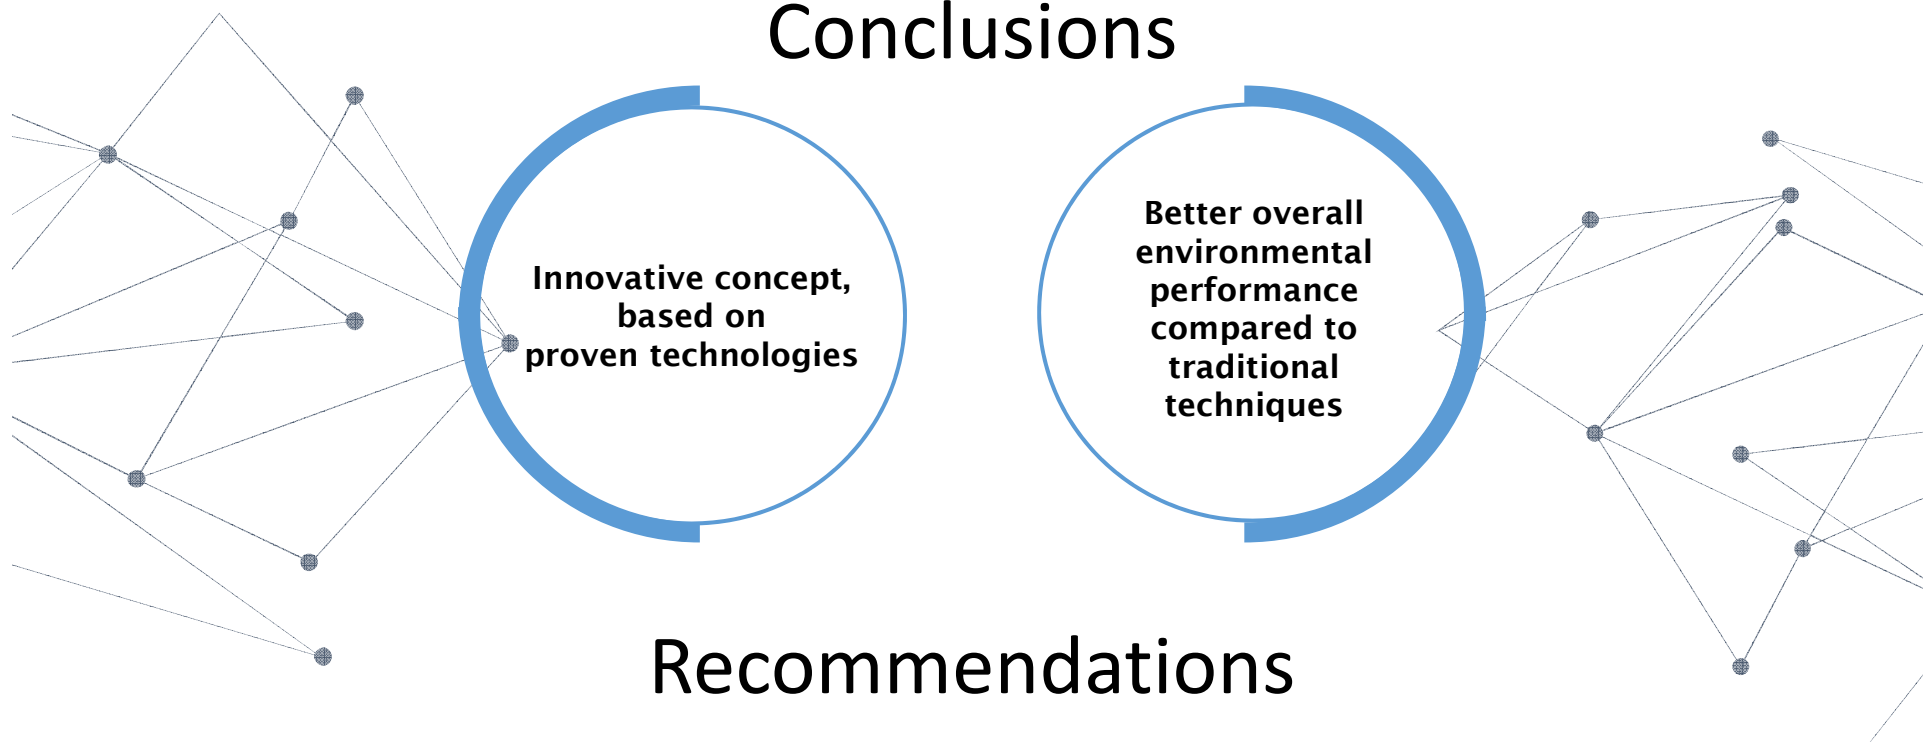 Conclusions
Innovative concept,
based on
proven technologies
Better overall
environmental
performance
compared to
traditional
techniques
Recommendations